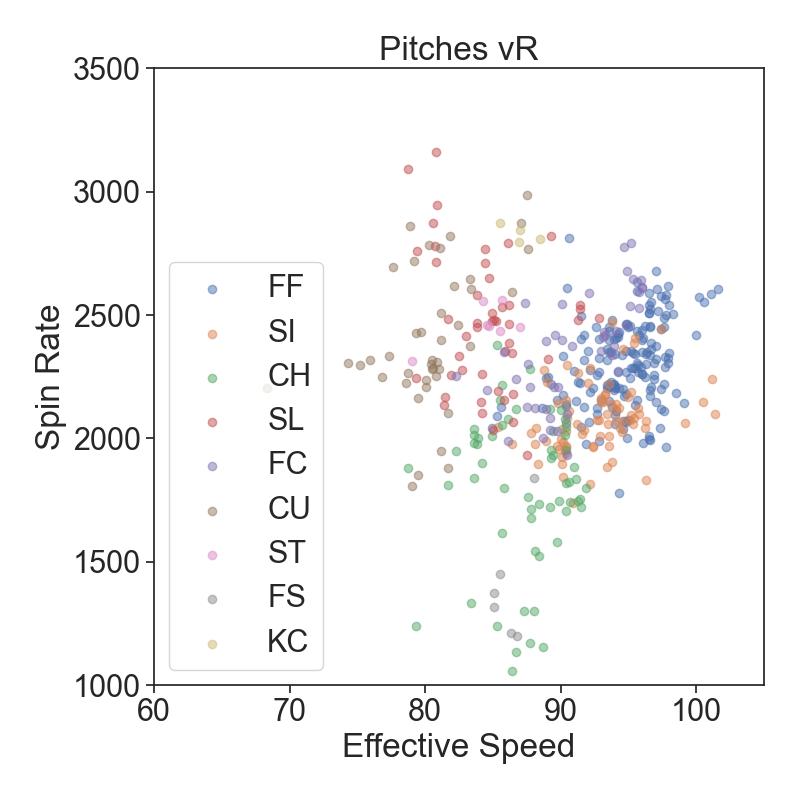 Pitches vR
3500
3000
2500
2000
1500
1000
Spin Rate
FF
SI
CH
SL
FC
CU
ST
FS
KC
60 70 80 90 100
Effective Speed